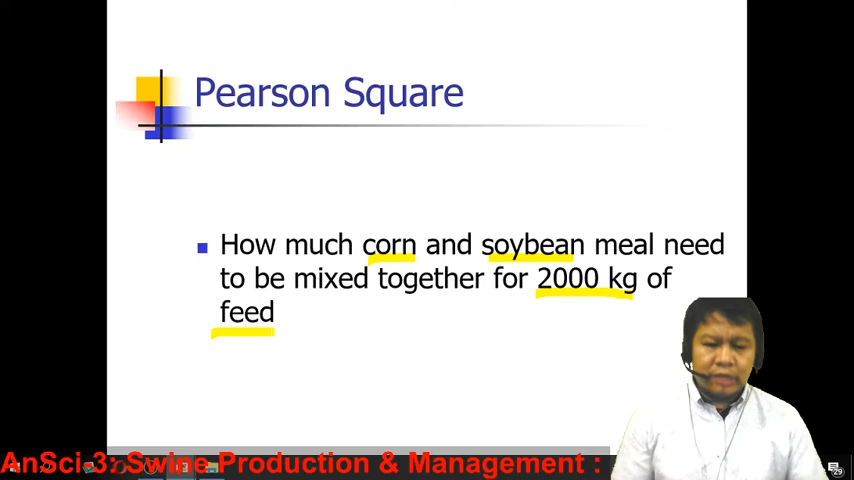 Pearson Square
How much corn and soybean meal need
to be mixed together for 2000 kg of
feed
AnSci 3: Swine Production & Management :
29